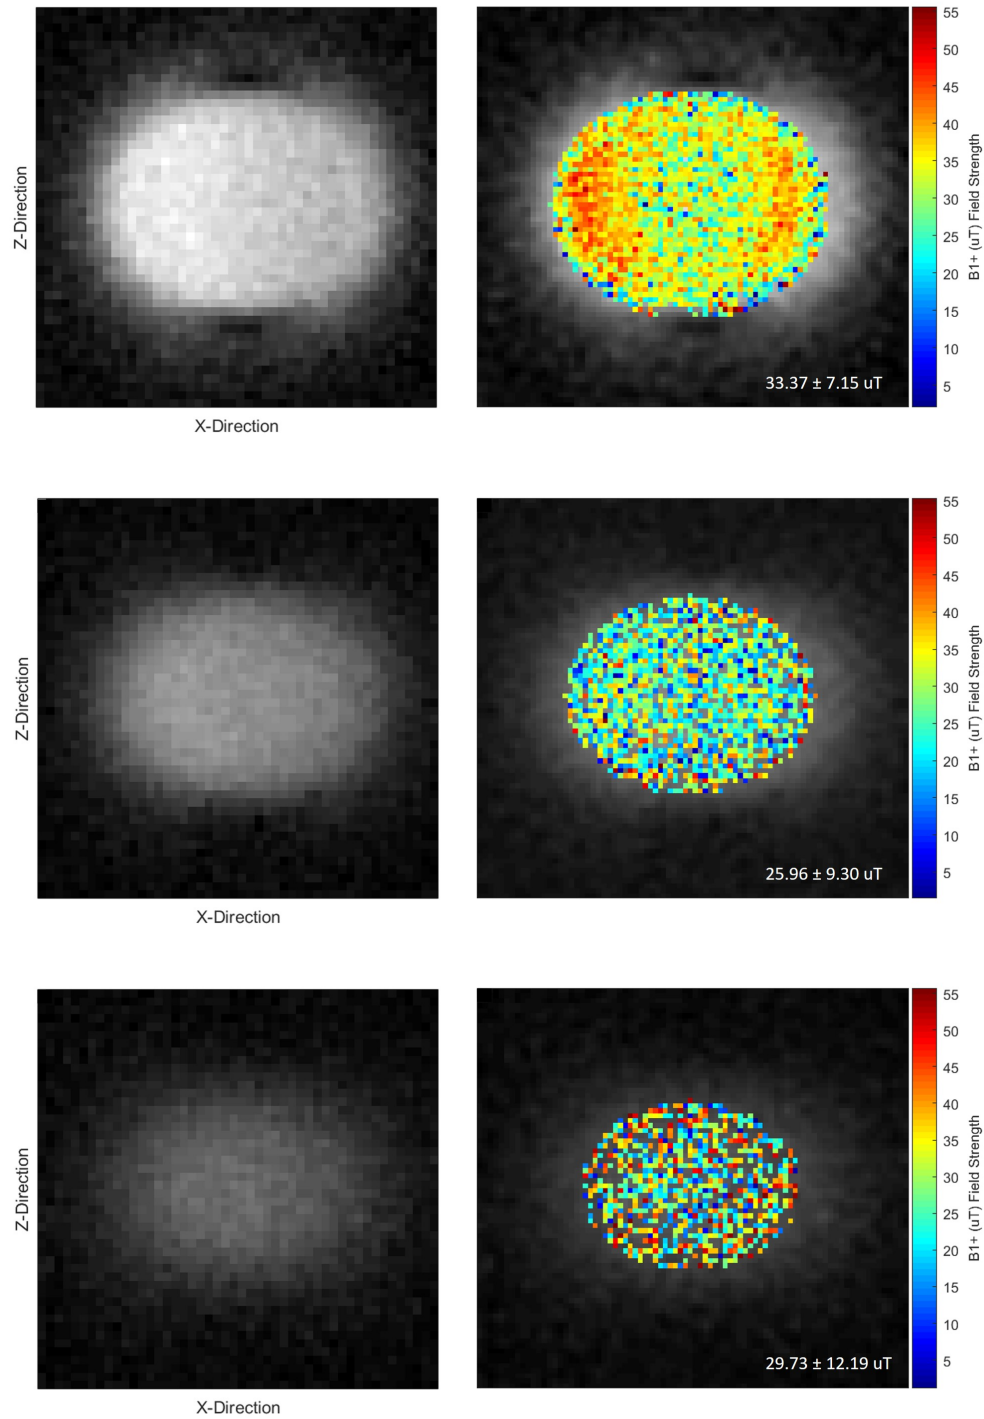 Z-Direction
X-Direction
33.37 ± 7.15 uT
55
50
45
40
35
30
25
20
15
10
5
B1+ (uT) Field Strength
Z-Direction
X-Direction
25.96 ± 9.30 uT
55
50
45
40
35
30
25
20
15
10
5
B1+ (uT) Field Strength
Z-Direction
X-Direction
29.73 ± 12.19 uT
55
50
45
40
35
30
25
20
15
10
5
B1+ (uT) Field Strength